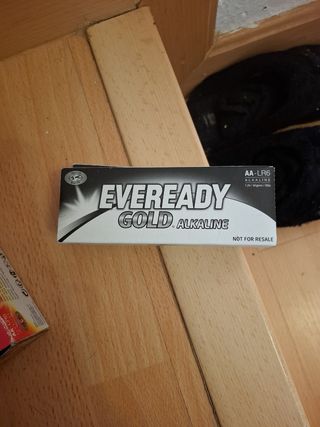 AA-LR6
ALKALINE
EVEREADY
GOLD ALKALINE
NOT FOR RESALE